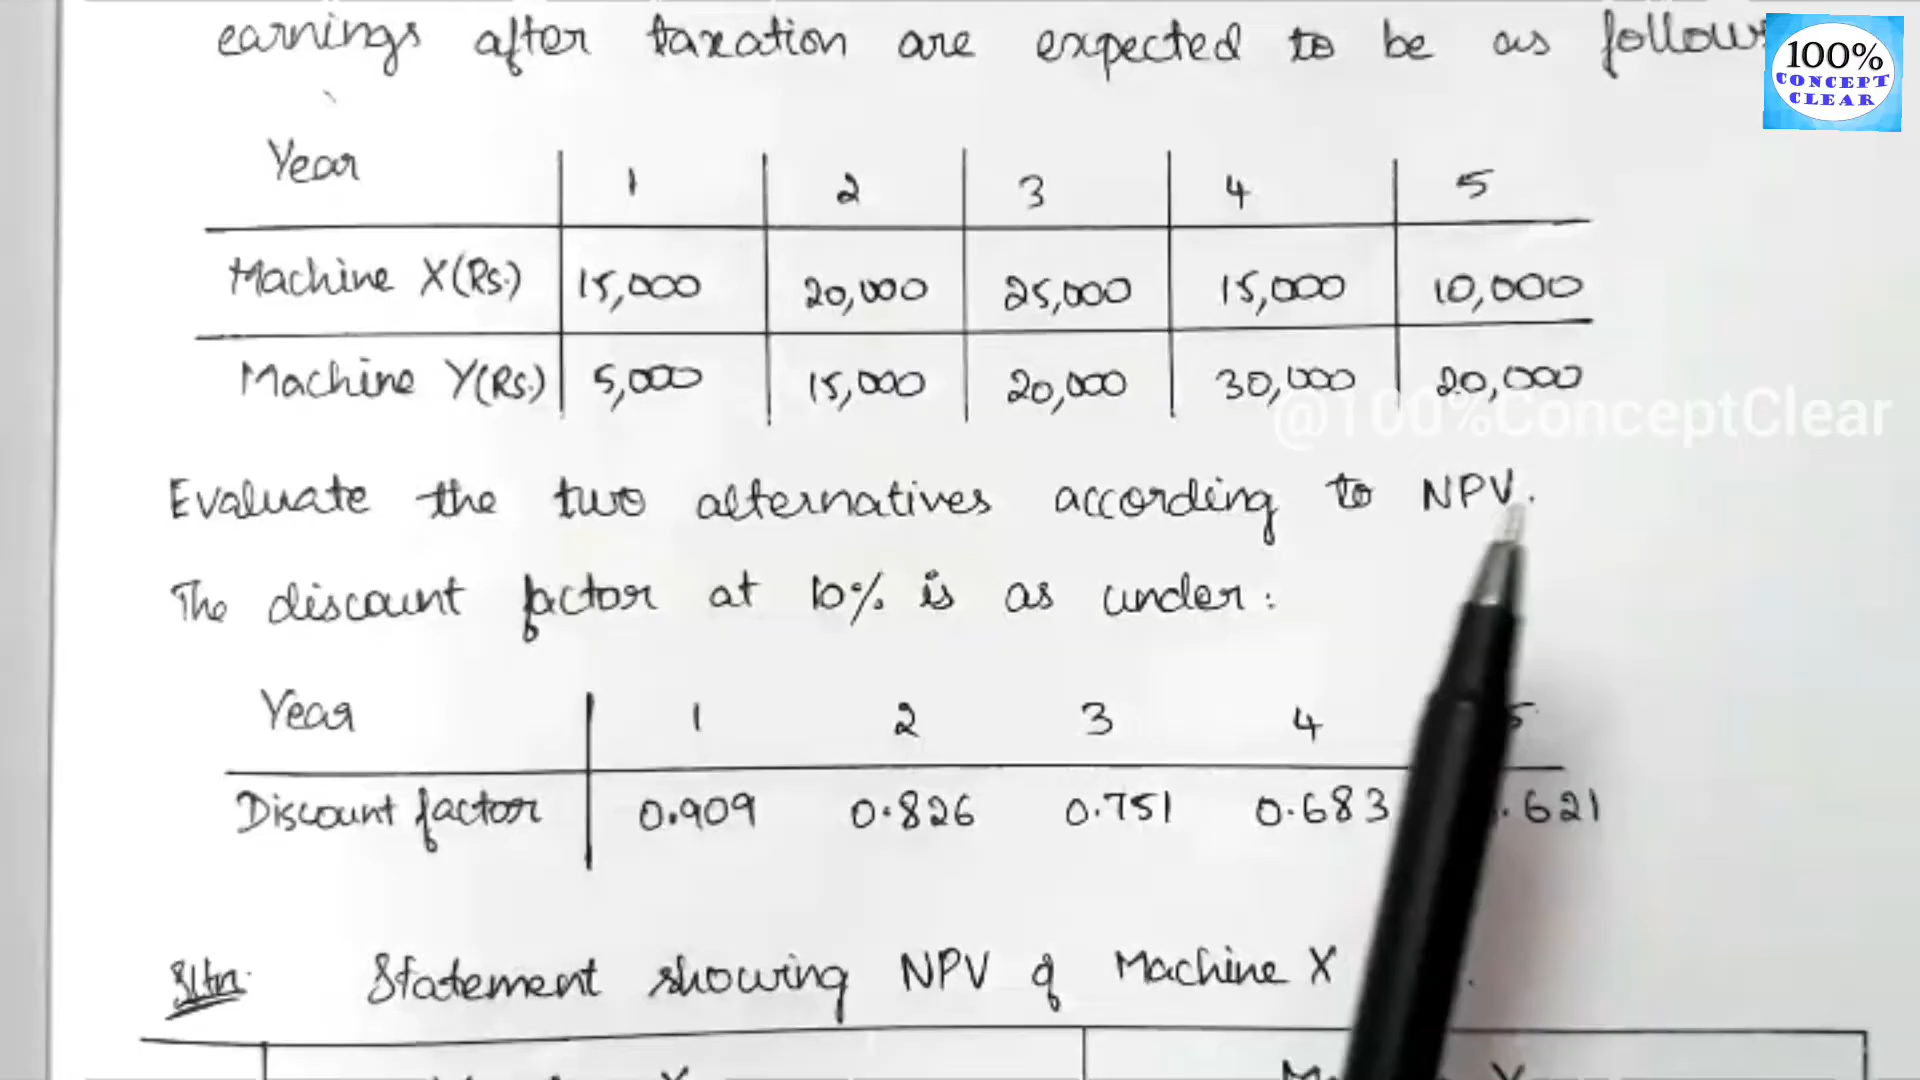 earnings after taxation are expected to be as follows
100%
CONCEPT
CLEAR
Year 1 2 3 4 5
Machine X(Rs.) 15,000 20,000 25,000 15,000 10,000
Machine Y(Rs.) 5,000 15,000 20,000 30,000 20,000
@100%ConceptClear
Evaluate the two alternatives according to NPV.
The discount factor at 10% is as under:
Year 1 2 3 4 5
Discount factor 0.909 0.826 0.751 0.683 .621
Sltn. Statement showing NPV of Machine X